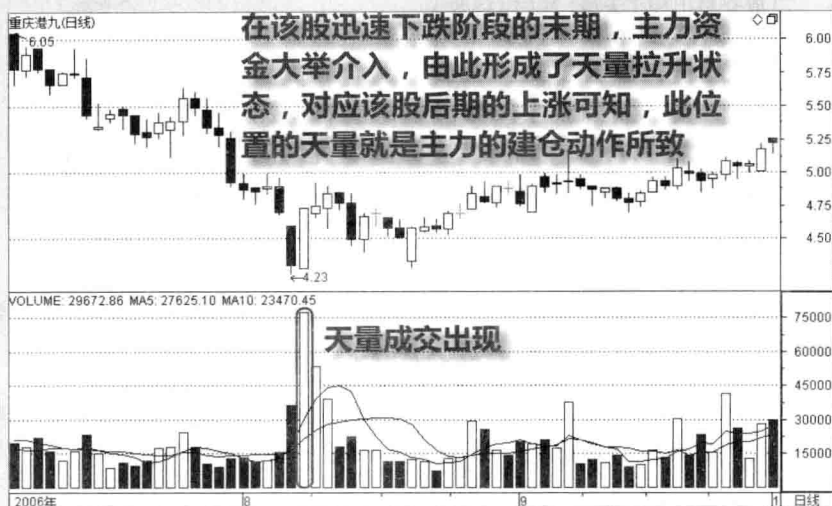 重庆港九(日线)
6.05
在该股迅速下跌阶段的末期，主力资
金大举介入，由此形成了天量拉升状
态，对应该股后期的上涨可知，此位
置的天量就是主力的建仓动作所致
6.00
5.75
5.50
5.25
5.00
4.75
4.50
4.23
VOLUME: 29672.86 MA5: 27625.10 MA10: 23470.45
天量成交出现
75000
60000
45000
30000
15000
2006年 8 9 1 日线